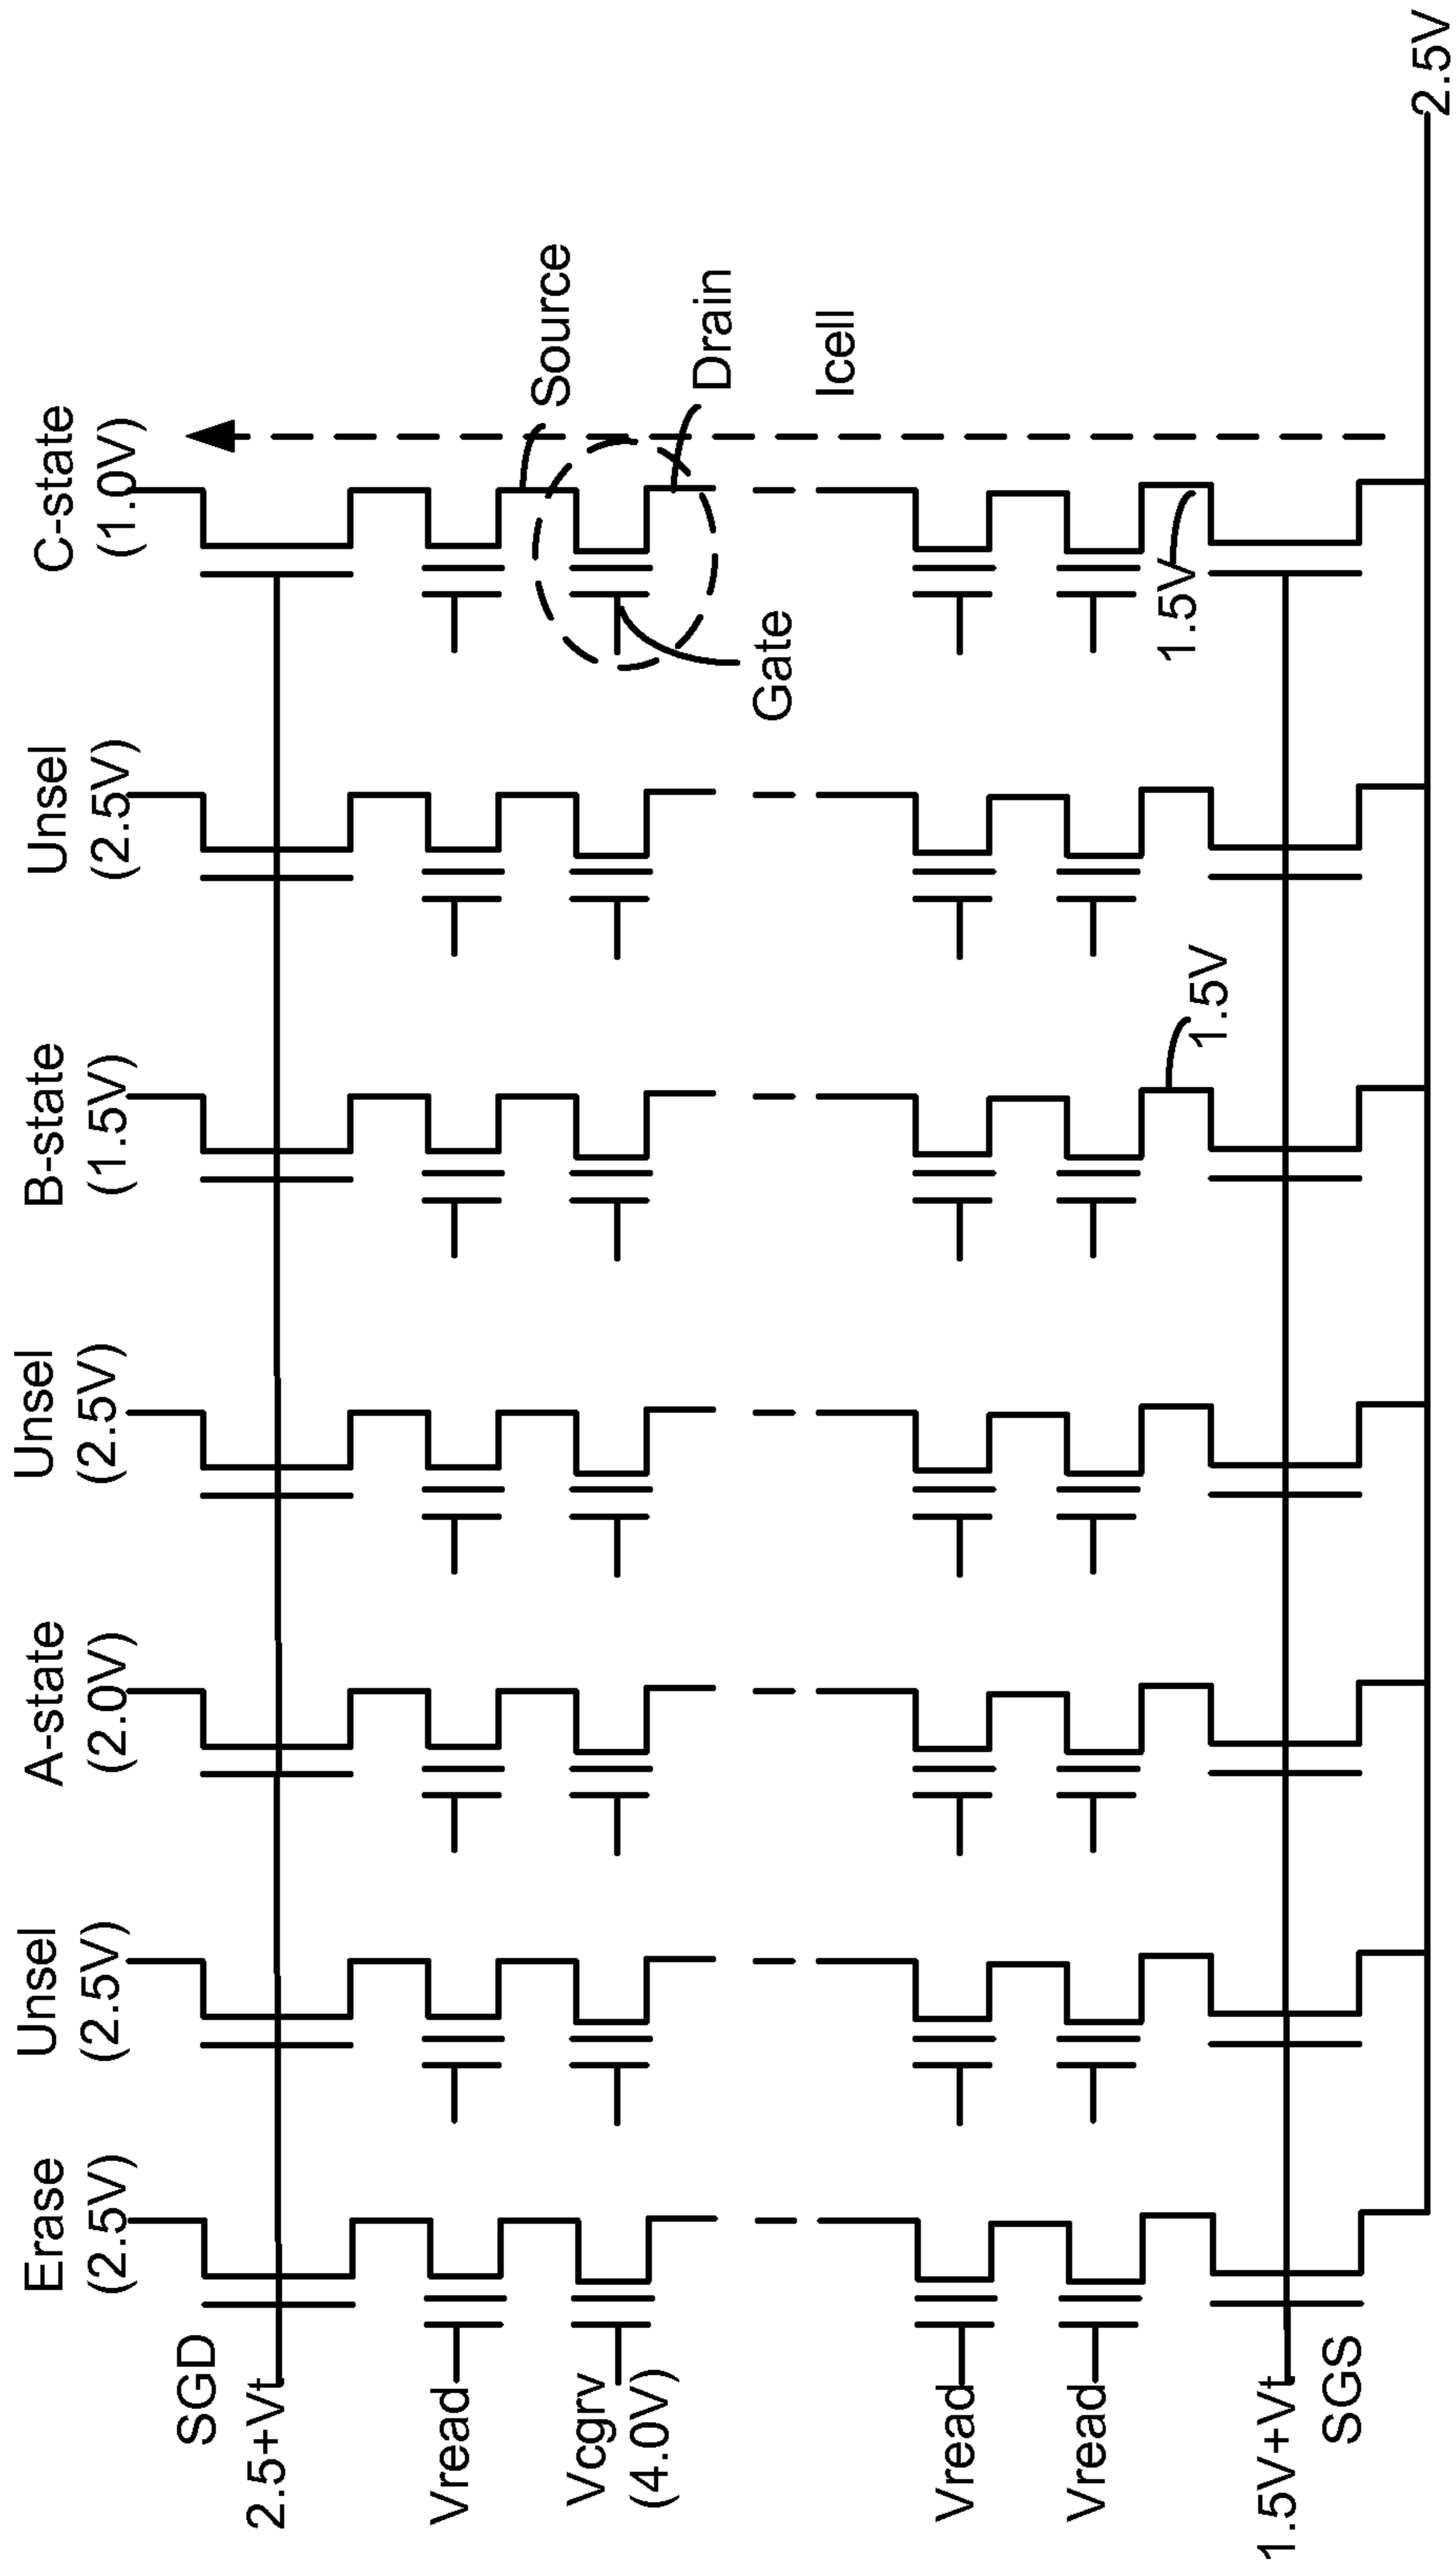 Erase
(2.5V)
Unsel
(2.5V)
A-state
(2.0V)
Unsel
(2.5V)
B-state
(1.5V)
Unsel
(2.5V)
C-state
(1.0V)
SGD
2.5+Vt
Vread
Vcgrv
(4.0V)
Source
Gate
Drain
Icell
Vread
Vread
1.5V
1.5V
1.5V+Vt
SGS
2.5V